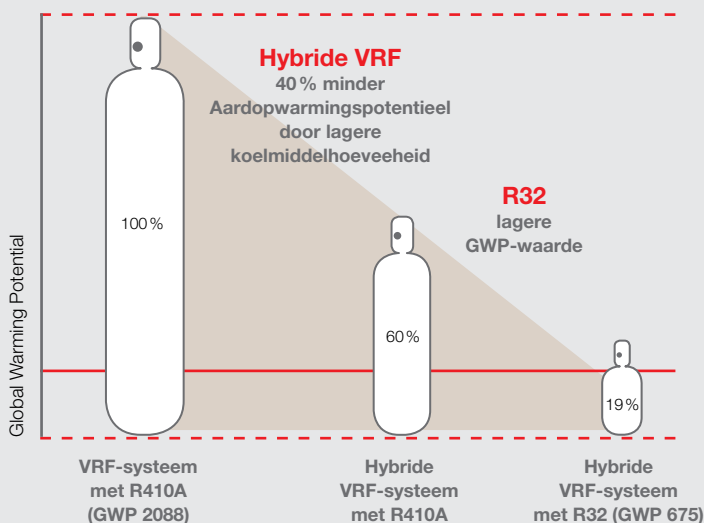 Hybride VRF
40 % minder
Aardopwarmingspotentieel
door lagere
koelmiddelhoeveeheid
R32
lagere
GWP-waarde
100 %
60 %
19 %
Global Warming Potential
VRF-systeem
met R410A
(GWP 2088)
Hybride
VRF-systeem
met R410A
Hybride
VRF-systeem
met R32 (GWP 675)